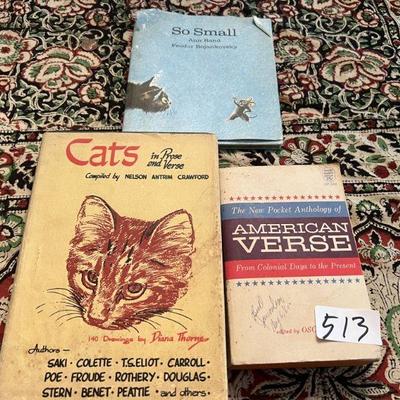 So Small
Ann Rand
Feodor Rojankovsky
Cats
in Prose
and Verse
Compiled by NELSON ANTRIM CRAWFORD
140 Drawings by Diana Thorne
Authors –
SAKI · COLETTE · T.S. ELIOT · CARROLL ·
POE · FROUDE · ROTHERY · DOUGLAS ·
STERN · BENET · PEATTIE and others ·
The New Pocket Anthology of
AMERICAN
VERSE
From Colonial Days to the Present
edited by OSC
513